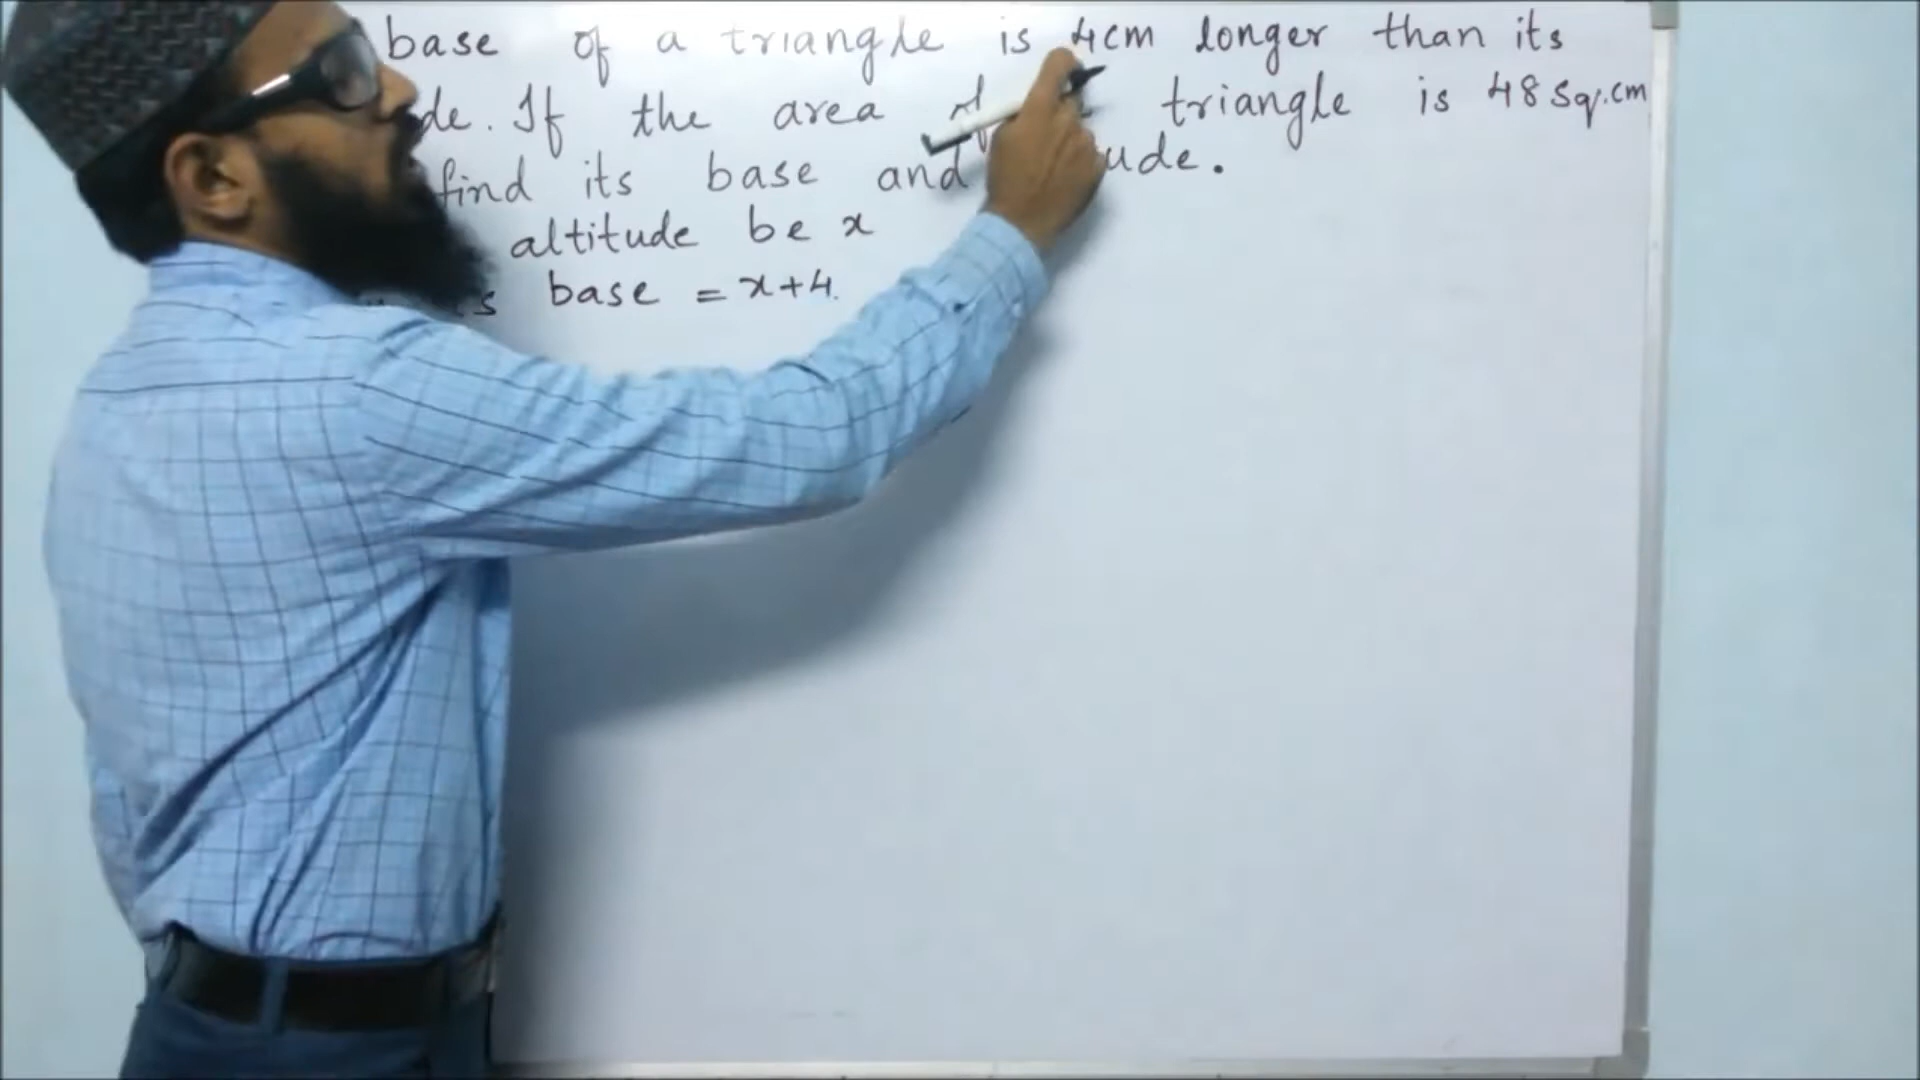 base of a triangle is 4cm longer than its
de. If the area of triangle is 48 Sq.cm
find its base and ude.
altitude be x
s base = x+4.